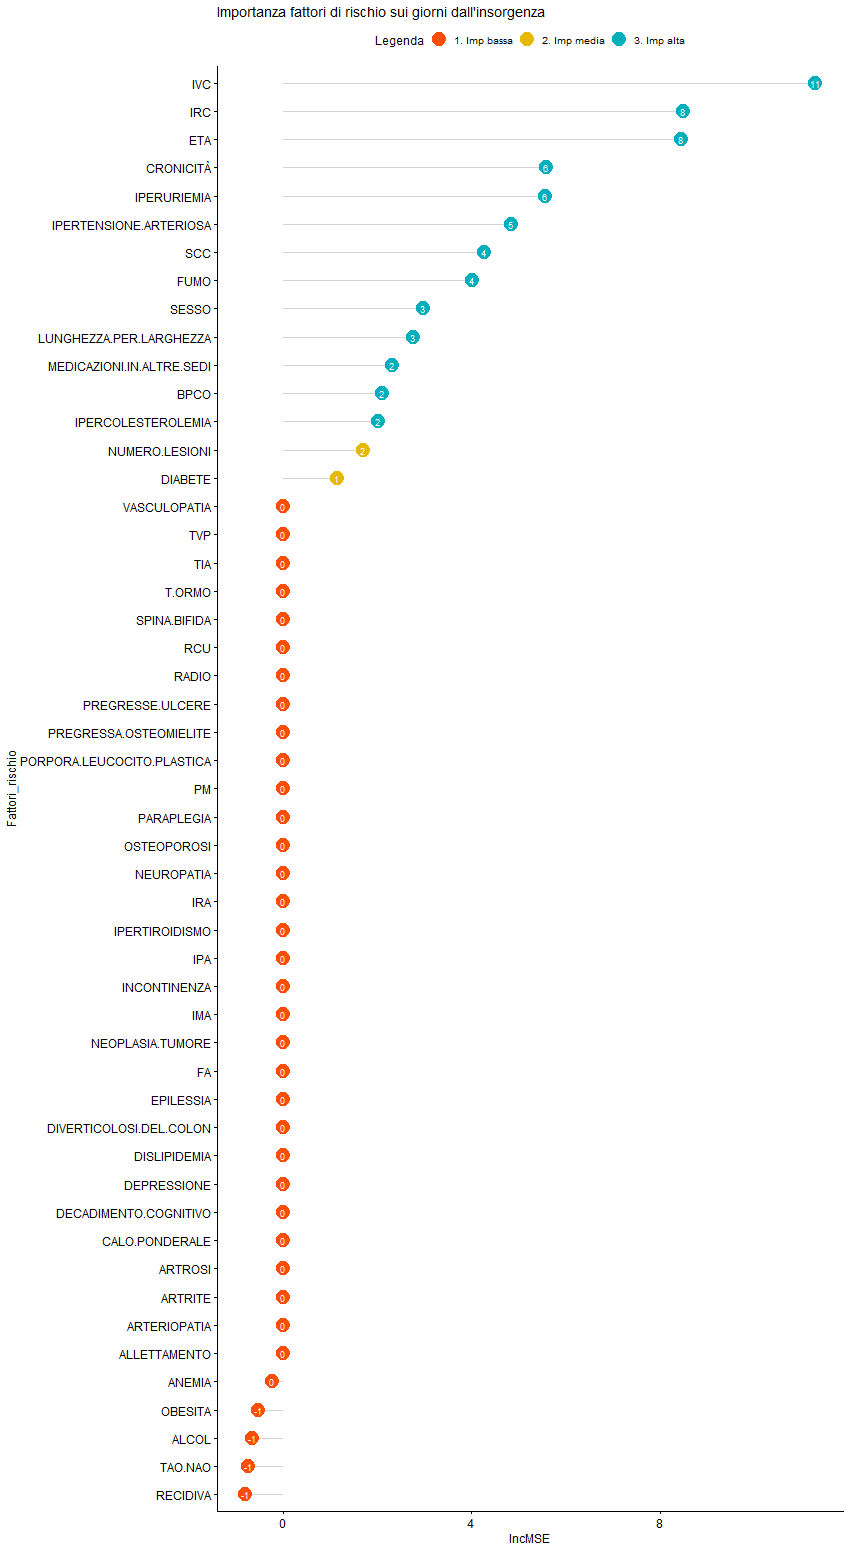 Importanza fattori di rischio sui giorni dall'insorgenza
Legenda 1. Imp bassa 2. Imp media 3. Imp alta
IVC 11
IRC 8
ETA 8
CRONICITÀ 6
IPERURIEMIA 6
IPERTENSIONE.ARTERIOSA 5
SCC 4
FUMO 4
SESSO 3
LUNGHEZZA.PER.LARGHEZZA 3
MEDICAZIONI.IN.ALTRE.SEDI 2
BPCO 2
IPERCOLESTEROLEMIA 2
NUMERO.LESIONI 2
DIABETE 1
VASCULOPATIA 0
TVP 0
TIA 0
T.ORMO 0
SPINA.BIFIDA 0
RCU 0
RADIO 0
PREGRESSE.ULCERE 0
PREGRESSA.OSTEOMIELITE 0
PORPORA.LEUCOCITO.PLASTICA 0
PM 0
PARAPLEGIA 0
OSTEOPOROSI 0
NEUROPATIA 0
IRA 0
IPERTIROIDISMO 0
IPA 0
INCONTINENZA 0
IMA 0
NEOPLASIA.TUMORE 0
FA 0
EPILESSIA 0
DIVERTICOLOSI.DEL.COLON 0
DISLIPIDEMIA 0
DEPRESSIONE 0
DECADIMENTO.COGNITIVO 0
CALO.PONDERALE 0
ARTROSI 0
ARTRITE 0
ARTERIOPATIA 0
ALLETTAMENTO 0
ANEMIA 0
OBESITA -1
ALCOL -1
TAO.NAO -1
RECIDIVA -1
Fattori_rischio
0 4 8
IncMSE